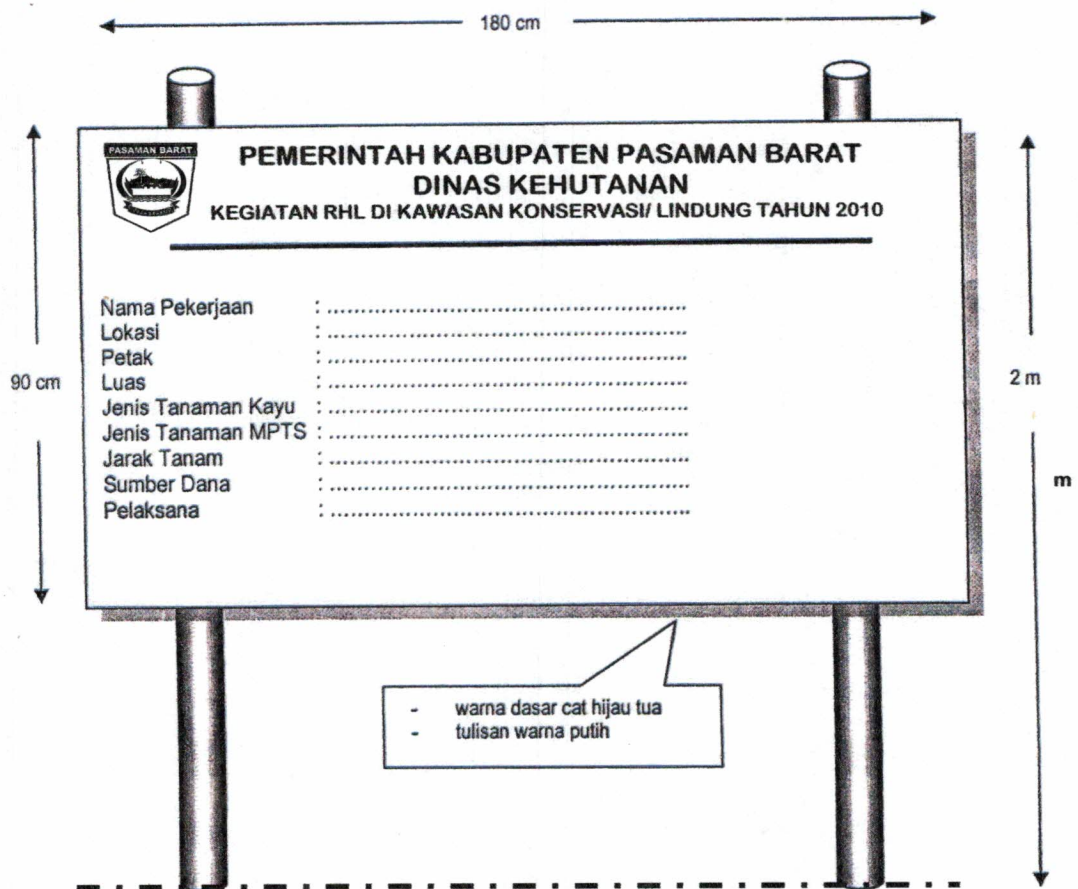 180 cm
PASAMAN BARAT
PEMERINTAH KABUPATEN PASAMAN BARAT
DINAS KEHUTANAN
KEGIATAN RHL DI KAWASAN KONSERVASI/ LINDUNG TAHUN 2010
Nama Pekerjaan : ......................................................
Lokasi : ......................................................
Petak : ......................................................
Luas : ......................................................
Jenis Tanaman Kayu : ......................................................
Jenis Tanaman MPTS : ......................................................
Jarak Tanam : ......................................................
Sumber Dana : ......................................................
Pelaksana : ......................................................
90 cm
2 m
m
- warna dasar cat hijau tua
- tulisan warna putih